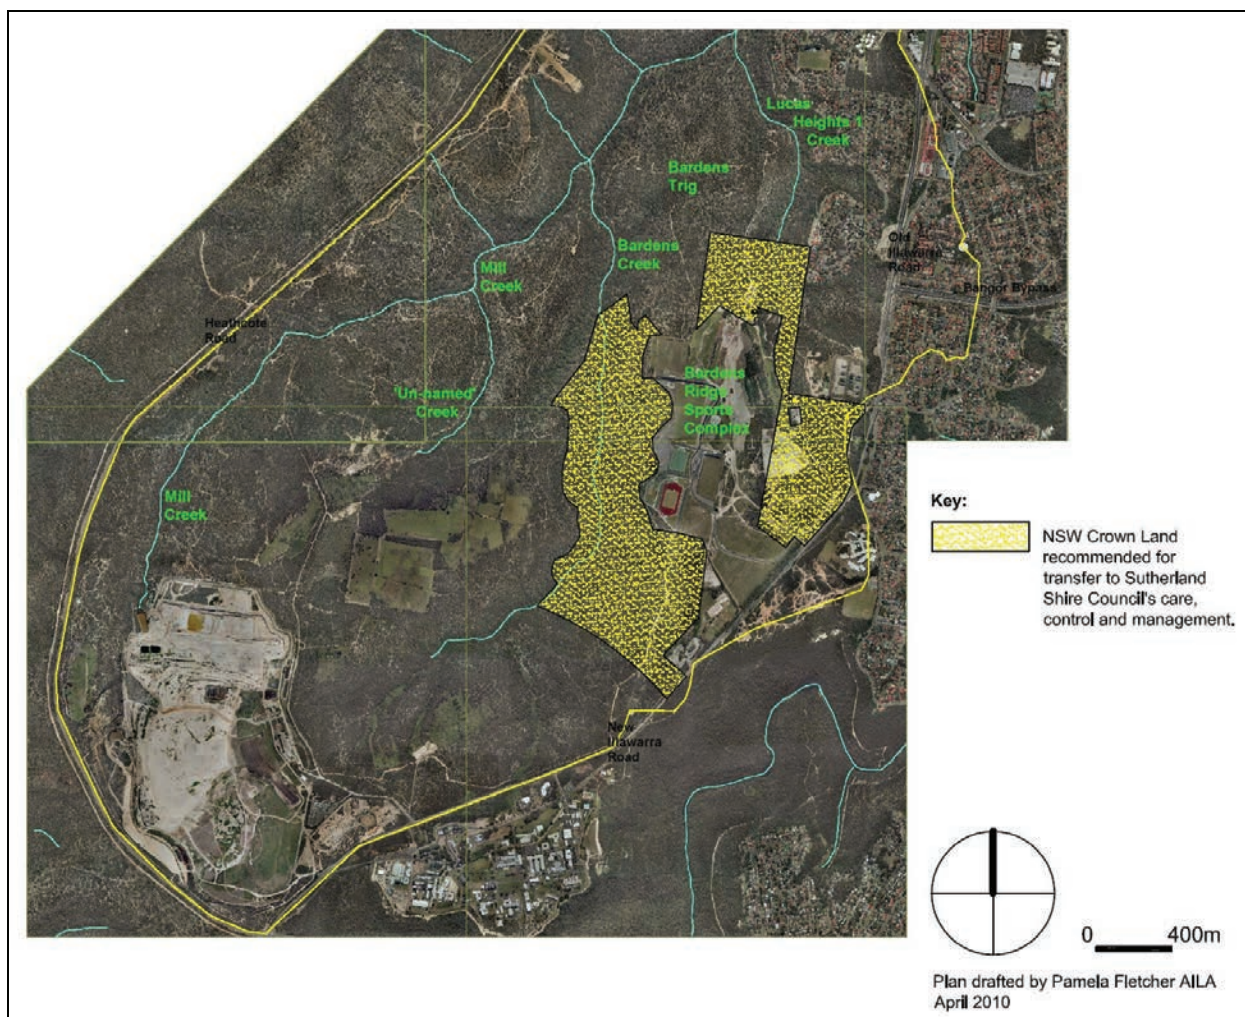 Lucas
Heights 1
Creek
Bardens
Trig
Old
Illawarra
Road
Bardens
Creek
Mill
Creek
Bangor Bypass
Heathcote
Road
'Un-named'
Creek
Bardens
Ridge
Sports
Complex
Mill
Creek
New
Illawarra
Road
Key:
NSW Crown Land
recommended for
transfer to Sutherland
Shire Council's care,
control and management.
0 400m
Plan drafted by Pamela Fletcher AILA
April 2010